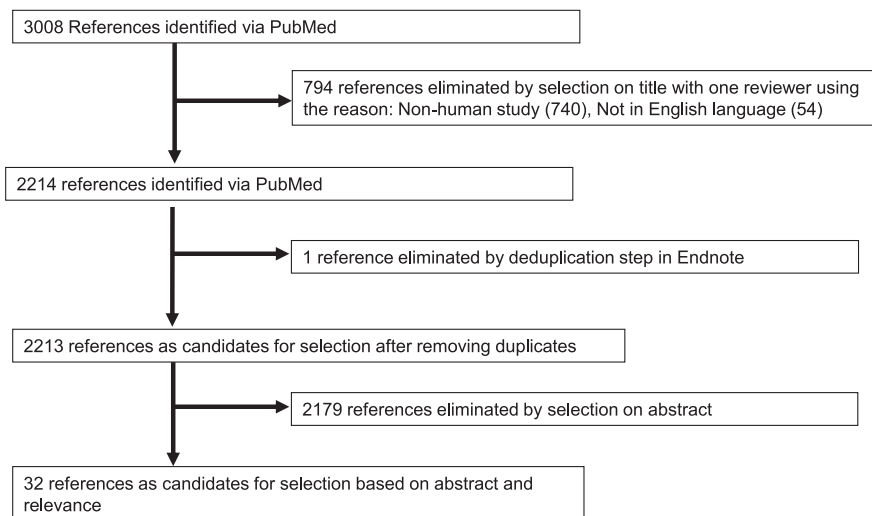 3008 References identified via PubMed
794 references eliminated by selection on title with one reviewer using
the reason: Non-human study (740), Not in English language (54)
2214 references identified via PubMed
1 reference eliminated by deduplication step in Endnote
2213 references as candidates for selection after removing duplicates
2179 references eliminated by selection on abstract
32 references as candidates for selection based on abstract and
relevance